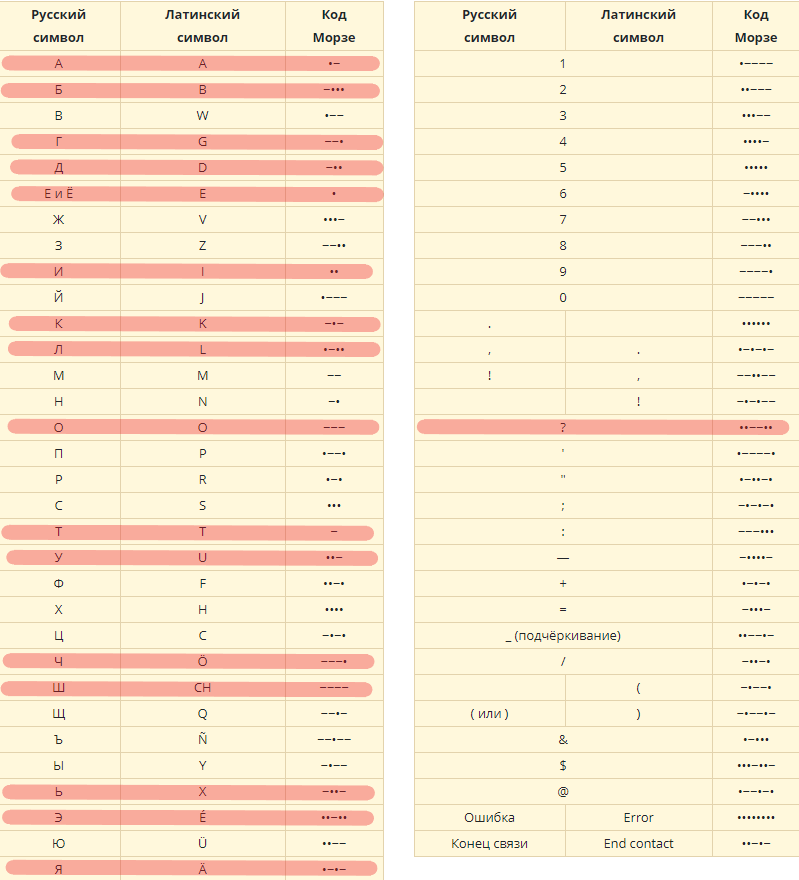 Русский символ	Латинский символ	Код Морзе
А	A	•−
Б	B	−•••
В	W	•−−
Г	G	−−•
Д	D	−••
Е и Ё	E	•
Ж	V	•••−
З	Z	−−••
И	I	••
Й	J	•−−−
К	K	−•−
Л	L	•−••
М	M	−−
Н	N	−•
О	O	−−−
П	P	•−−•
Р	R	•−•
С	S	•••
Т	T	−
У	U	••−
Ф	F	••−•
Х	H	••••
Ц	C	−•−•
Ч	Ö	−−−•
Ш	CH	−−−−
Щ	Q	−−•−
Ъ	Ñ	−−•−−
Ы	Y	−•−−
Ь	X	−••−
Э	É	••−••
Ю	Ü	••−−
Я	Ä	•−•−
Русский символ	Латинский символ	Код Морзе
1	•−−−−
2	••−−−
3	•••−−
4	••••−
5	•••••
6	−••••
7	−−•••
8	−−−••
9	−−−−•
0	−−−−−
.		••••••
,	.	•−•−•−
!	,	−−••−−
	!	−•−•−−
?	••−−••
'	•−−−−•
"	•−••−•
;	−•−•−•
:	−−−•••
—	−••••−
+	•−•−•
=	−•••−
_ (подчёркивание)	••−−•−
/	−••−•
	(	−•−−•
( или )	)	−•−−•−
&	•−•••
$	•••−••−
@	•−−•−•
Ошибка	Error	••••••••
Конец связи	End contact	••−•−